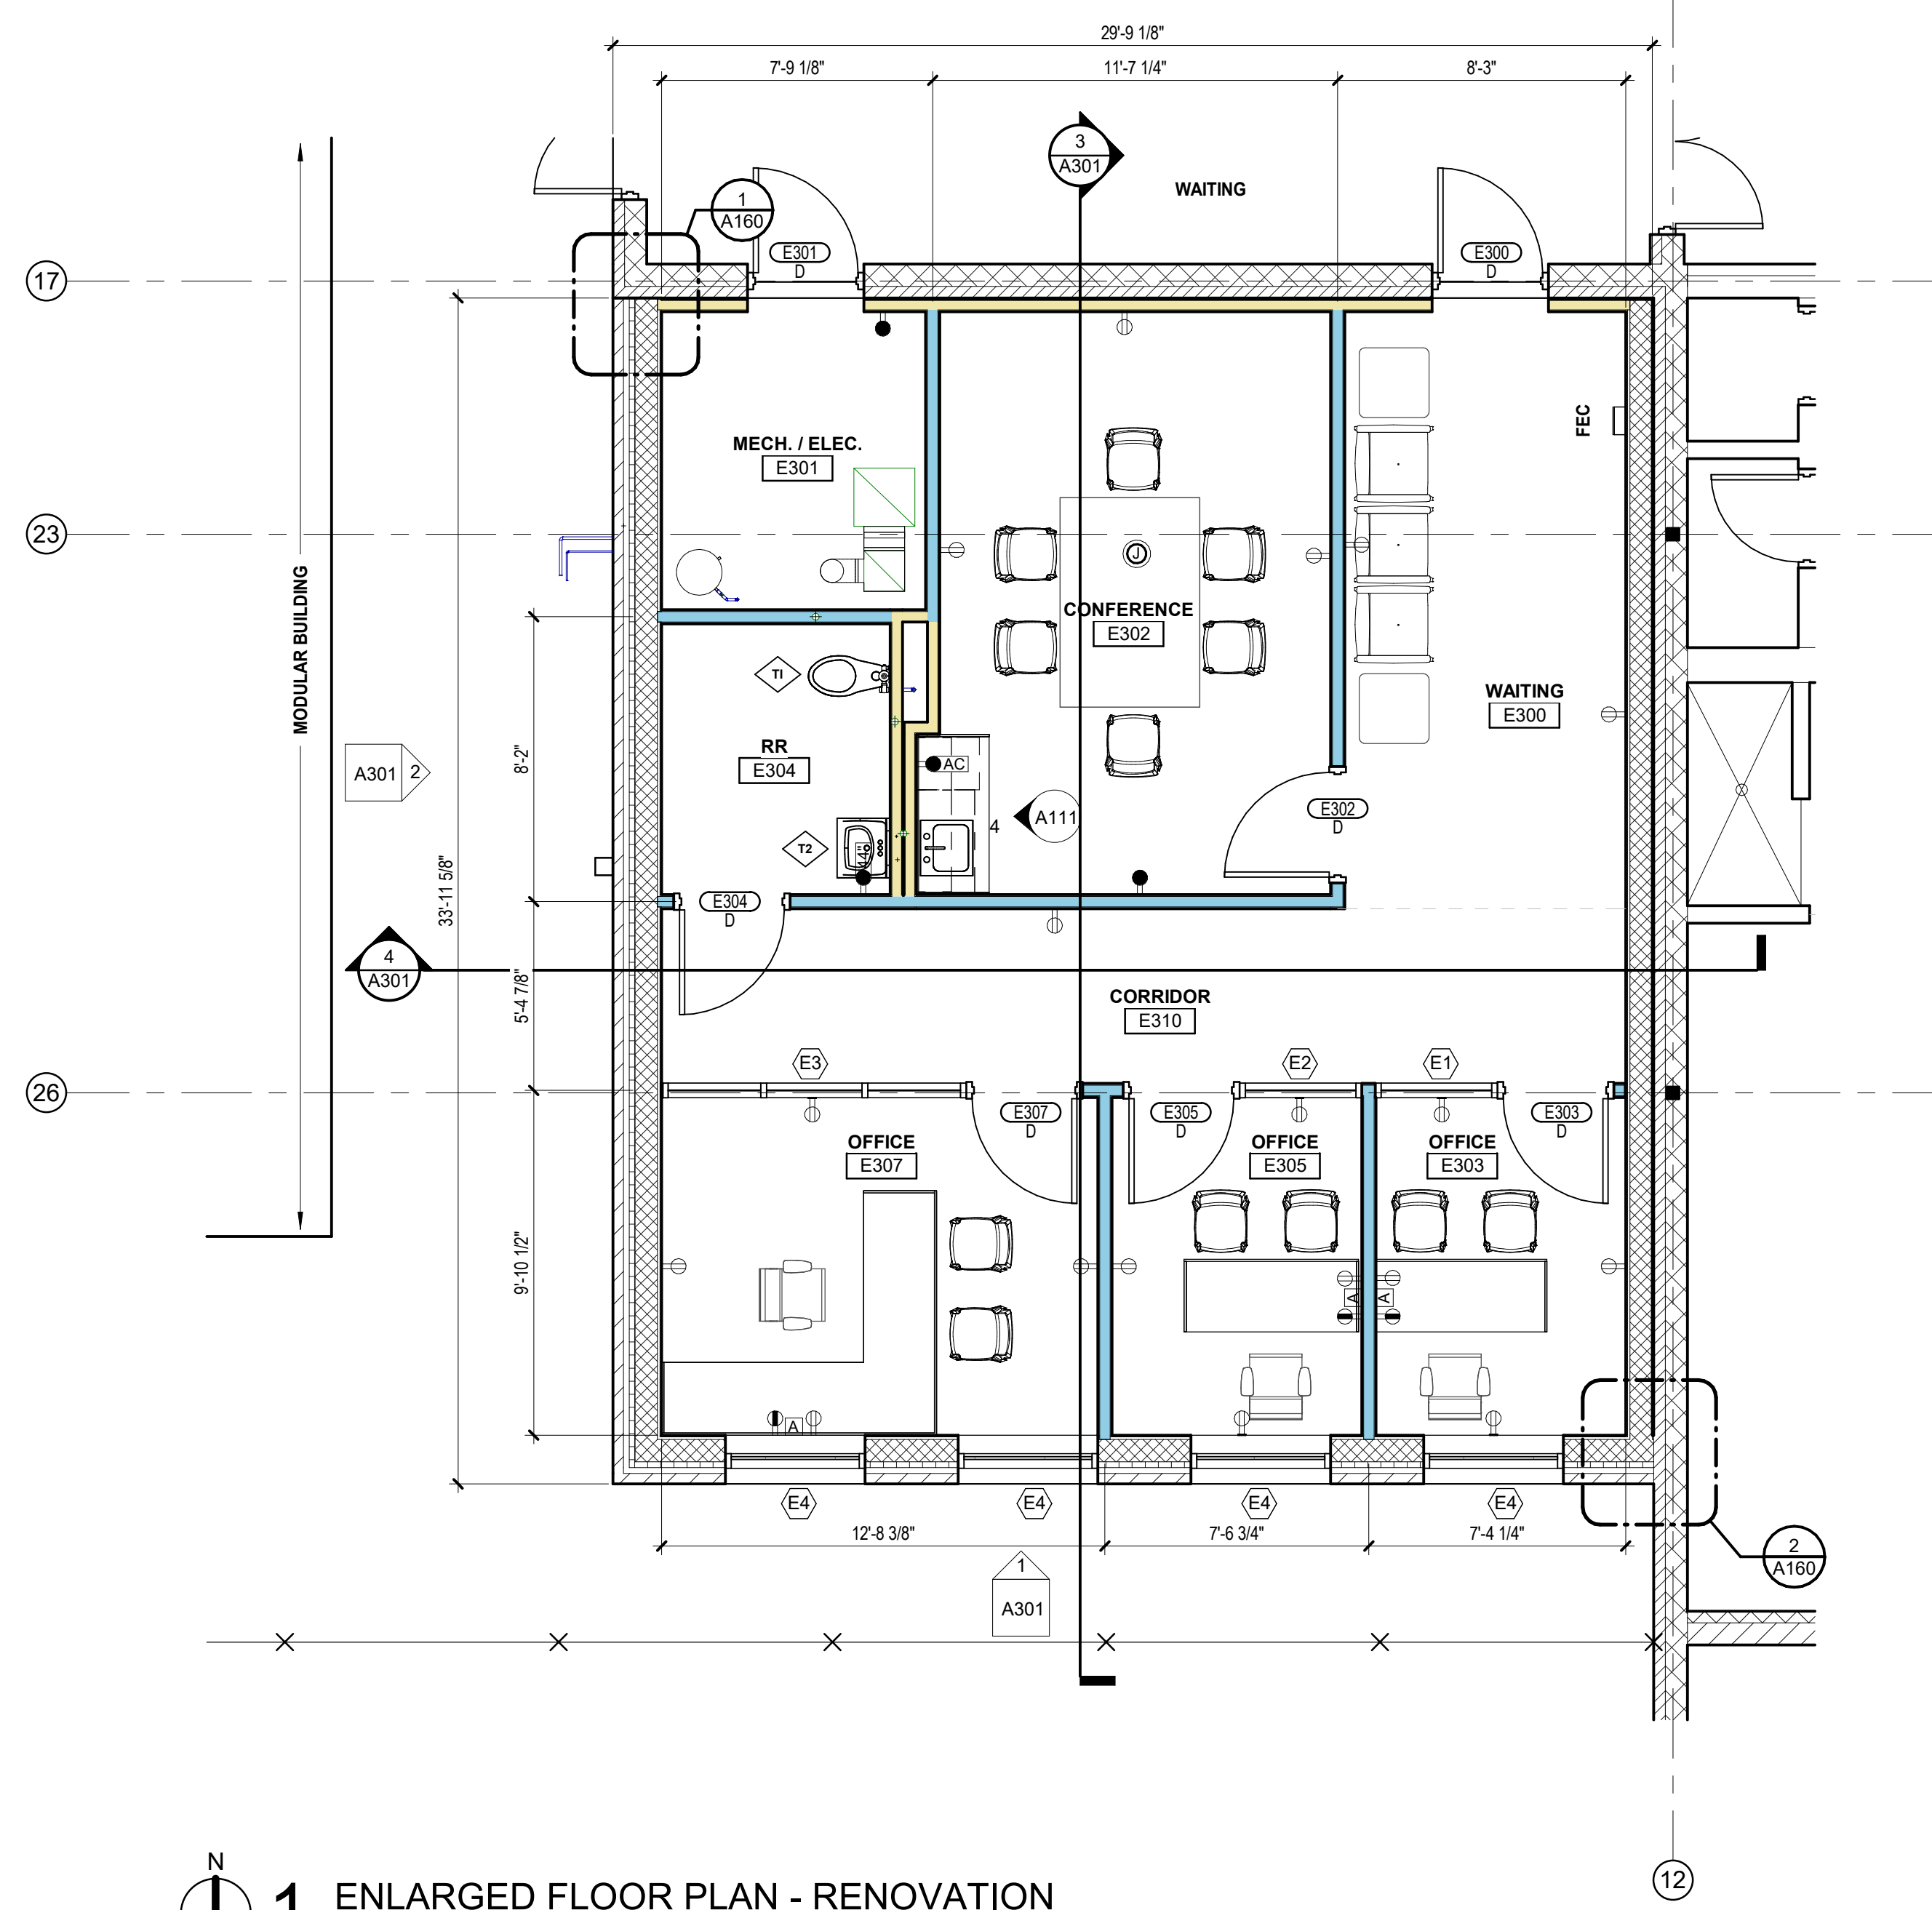 29'-9 1/8"
7'-9 1/8"
11'-7 1/4"
8'-3"
3
A301
WAITING
1
A160
E301
D
E300
D
17
FEC
MECH. / ELEC.
E301
23
J
CONFERENCE
E302
MODULAR BUILDING
T1
WAITING
E300
RR
E304
8'-2"
A301 2
AC
E302
D
A111
4
T2
44"
33'-11 5/8"
E304
D
4
A301
5'-4 7/8"
CORRIDOR
E310
E3
E2
E1
26
E307
D
E305
D
E303
D
OFFICE
E307
OFFICE
E305
OFFICE
E303
9'-10 1/2"
A
A
A
E4
E4
E4
E4
12'-8 3/8"
7'-6 3/4"
7'-4 1/4"
2
A160
1
A301
N
1 ENLARGED FLOOR PLAN - RENOVATION
12